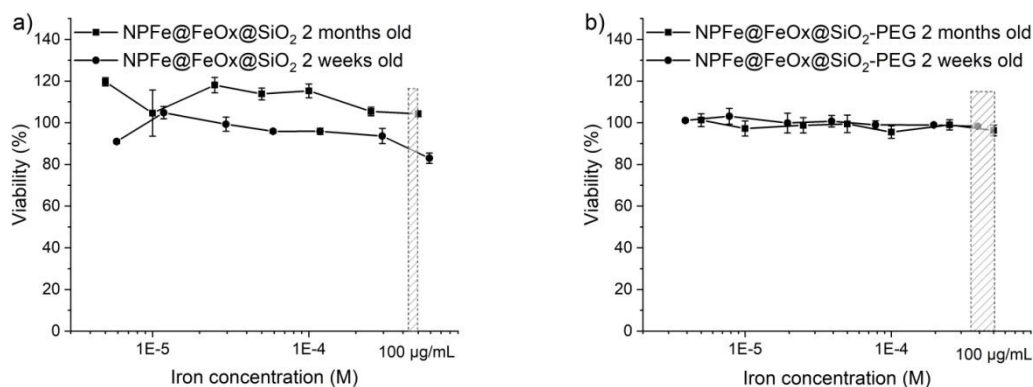 a)
NPFe@FeOx@SiO₂ 2 months old
NPFe@FeOx@SiO₂ 2 weeks old
140
120
100
80
60
40
20
0
Viability (%)
1E-5
1E-4
100 µg/mL
Iron concentration (M)
b)
NPFe@FeOx@SiO₂-PEG 2 months old
NPFe@FeOx@SiO₂-PEG 2 weeks old
140
120
100
80
60
40
20
0
Viability (%)
1E-5
1E-4
100 µg/mL
Iron concentration (M)